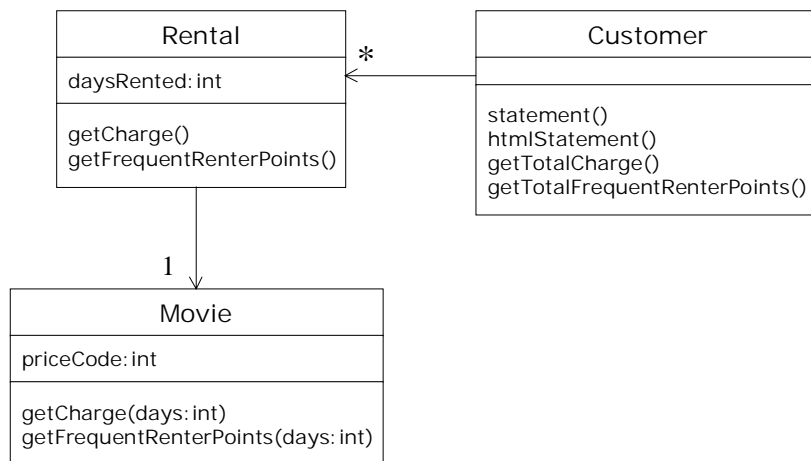 Rental
daysRented:int
getCharge()
getFrequentRenterPoints()
*
Customer
statement()
htmlStatement()
getTotalCharge()
getTotalFrequentRenterPoints()
1
Movie
priceCode:int
getCharge(days:int)
getFrequentRenterPoints(days:int)